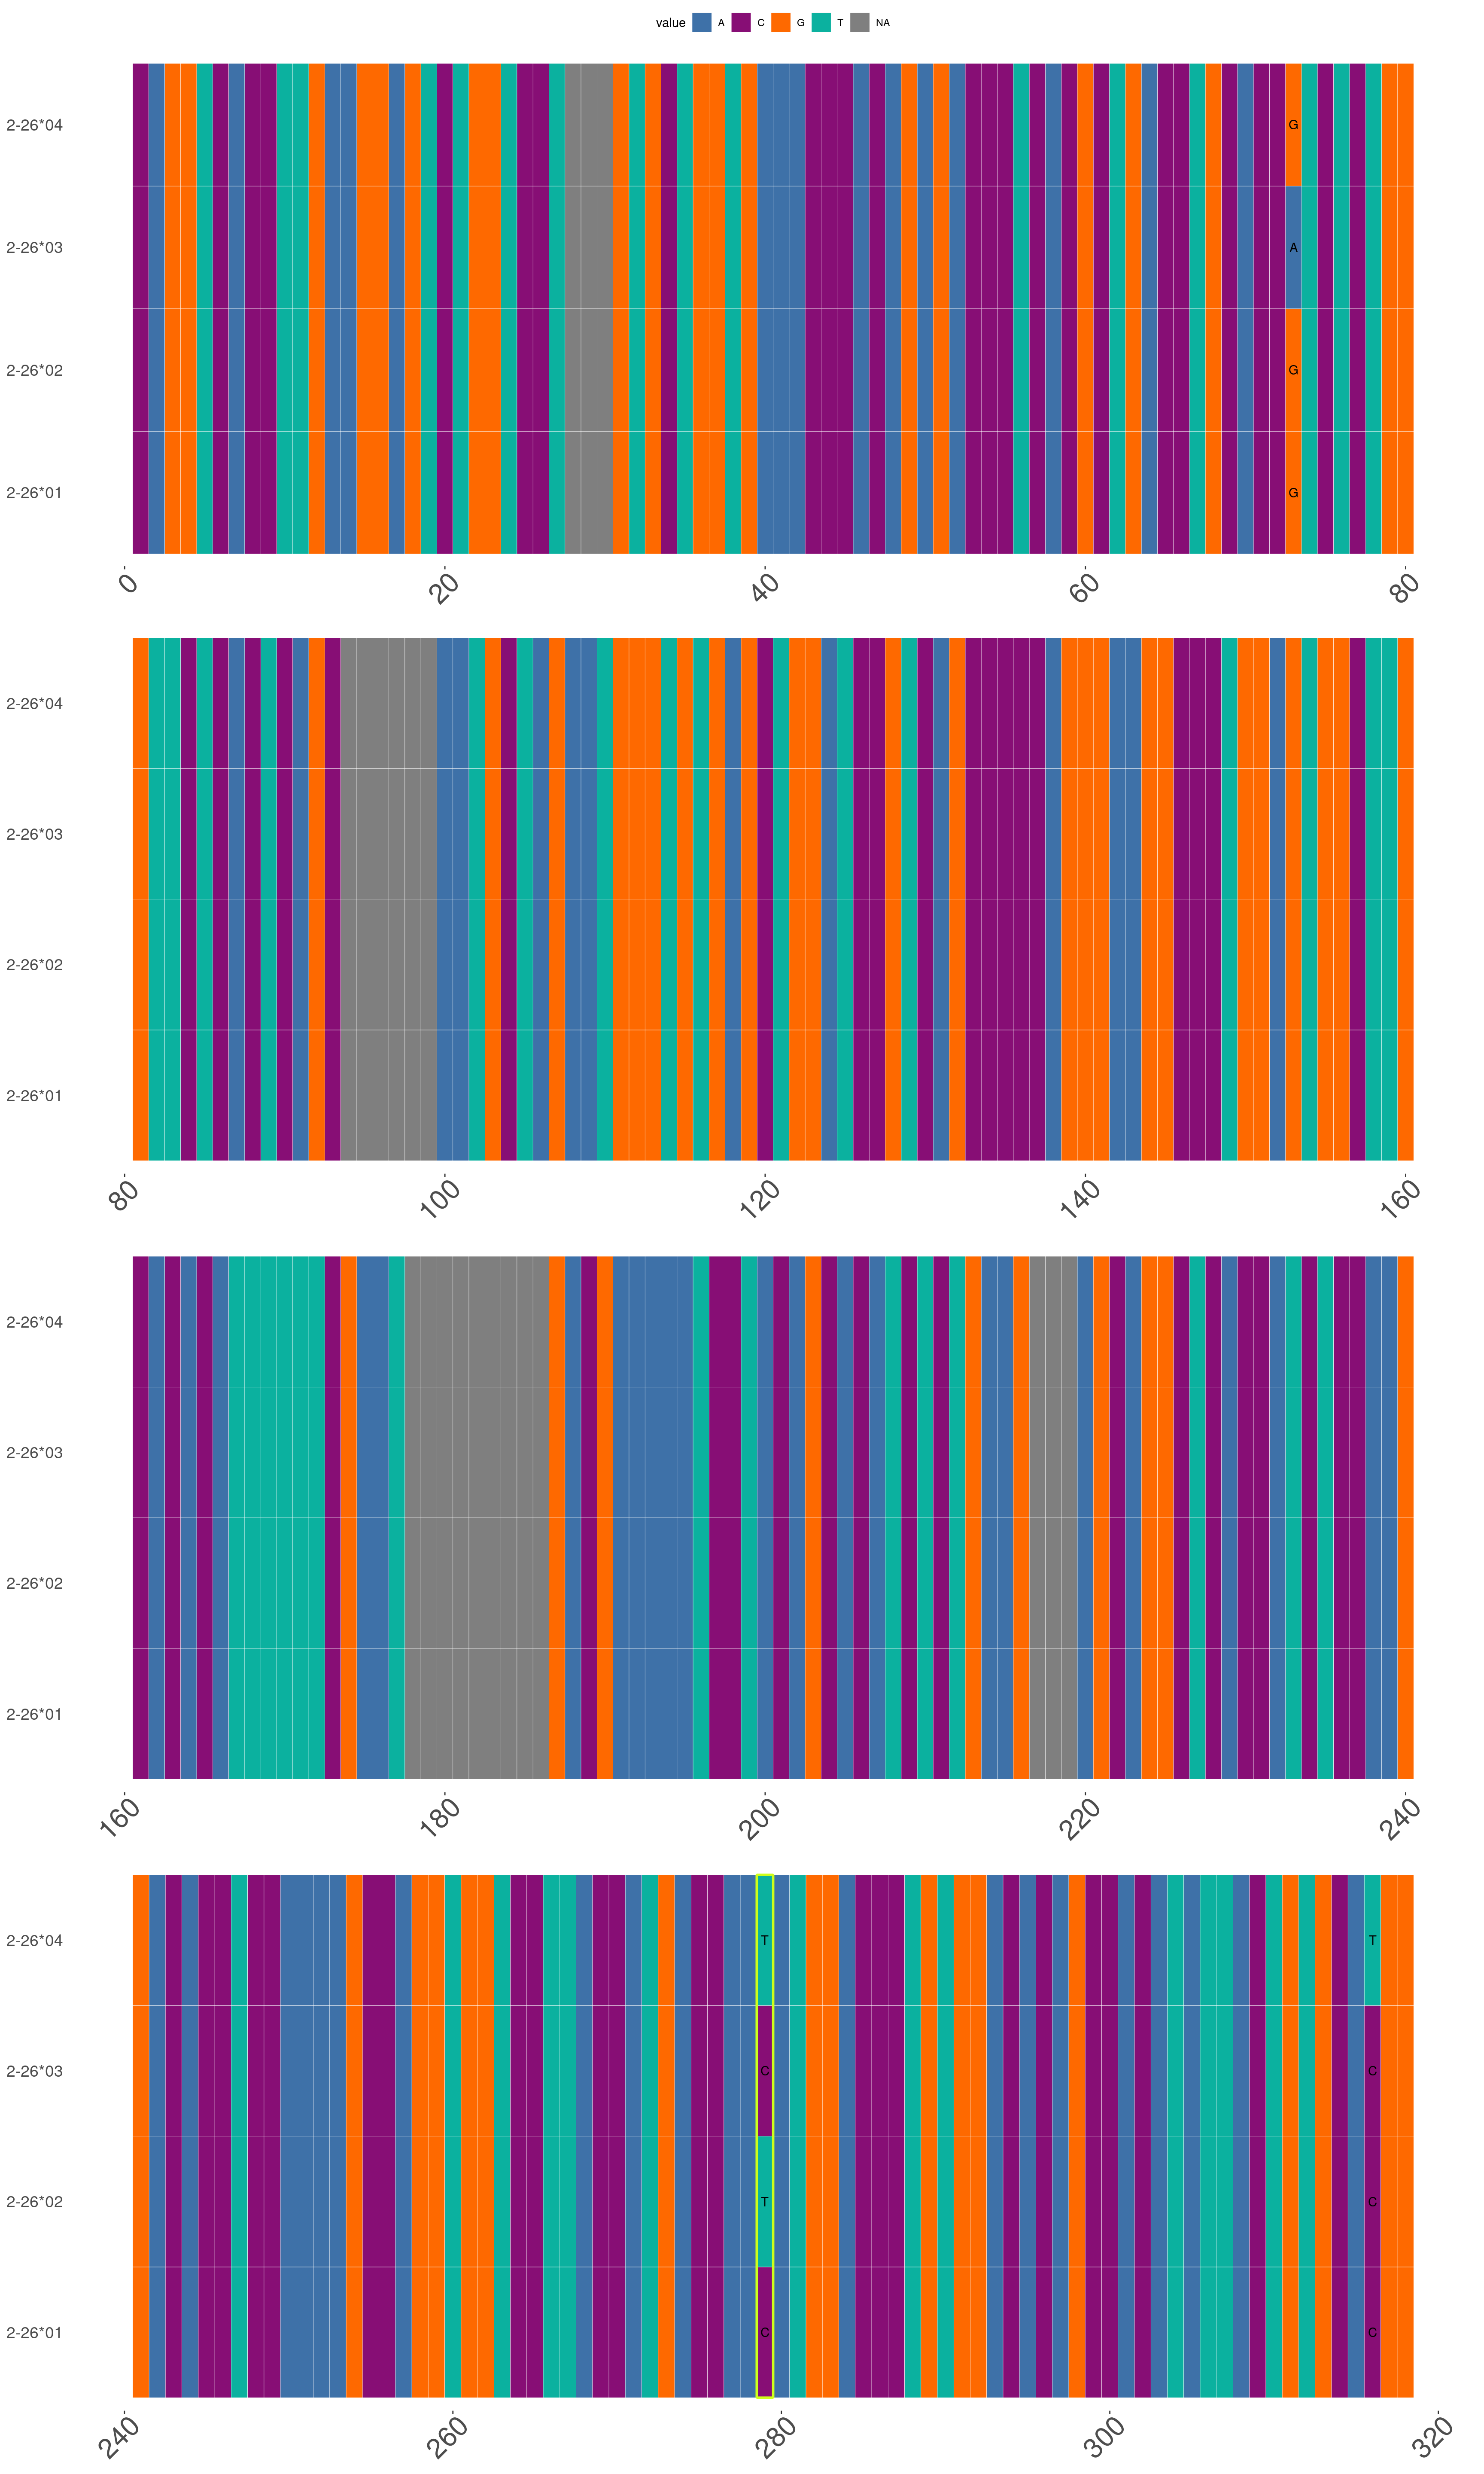 value A C G T NA
2-26*04 G
2-26*03 A
2-26*02 G
2-26*01 G
0 20 40 60 80
2-26*04
2-26*03
2-26*02
2-26*01
80 100 120 140 160
2-26*04
2-26*03
2-26*02
2-26*01
160 180 200 220 240
2-26*04 T T
2-26*03 C C
2-26*02 T C
2-26*01 C C
240 260 280 300 320